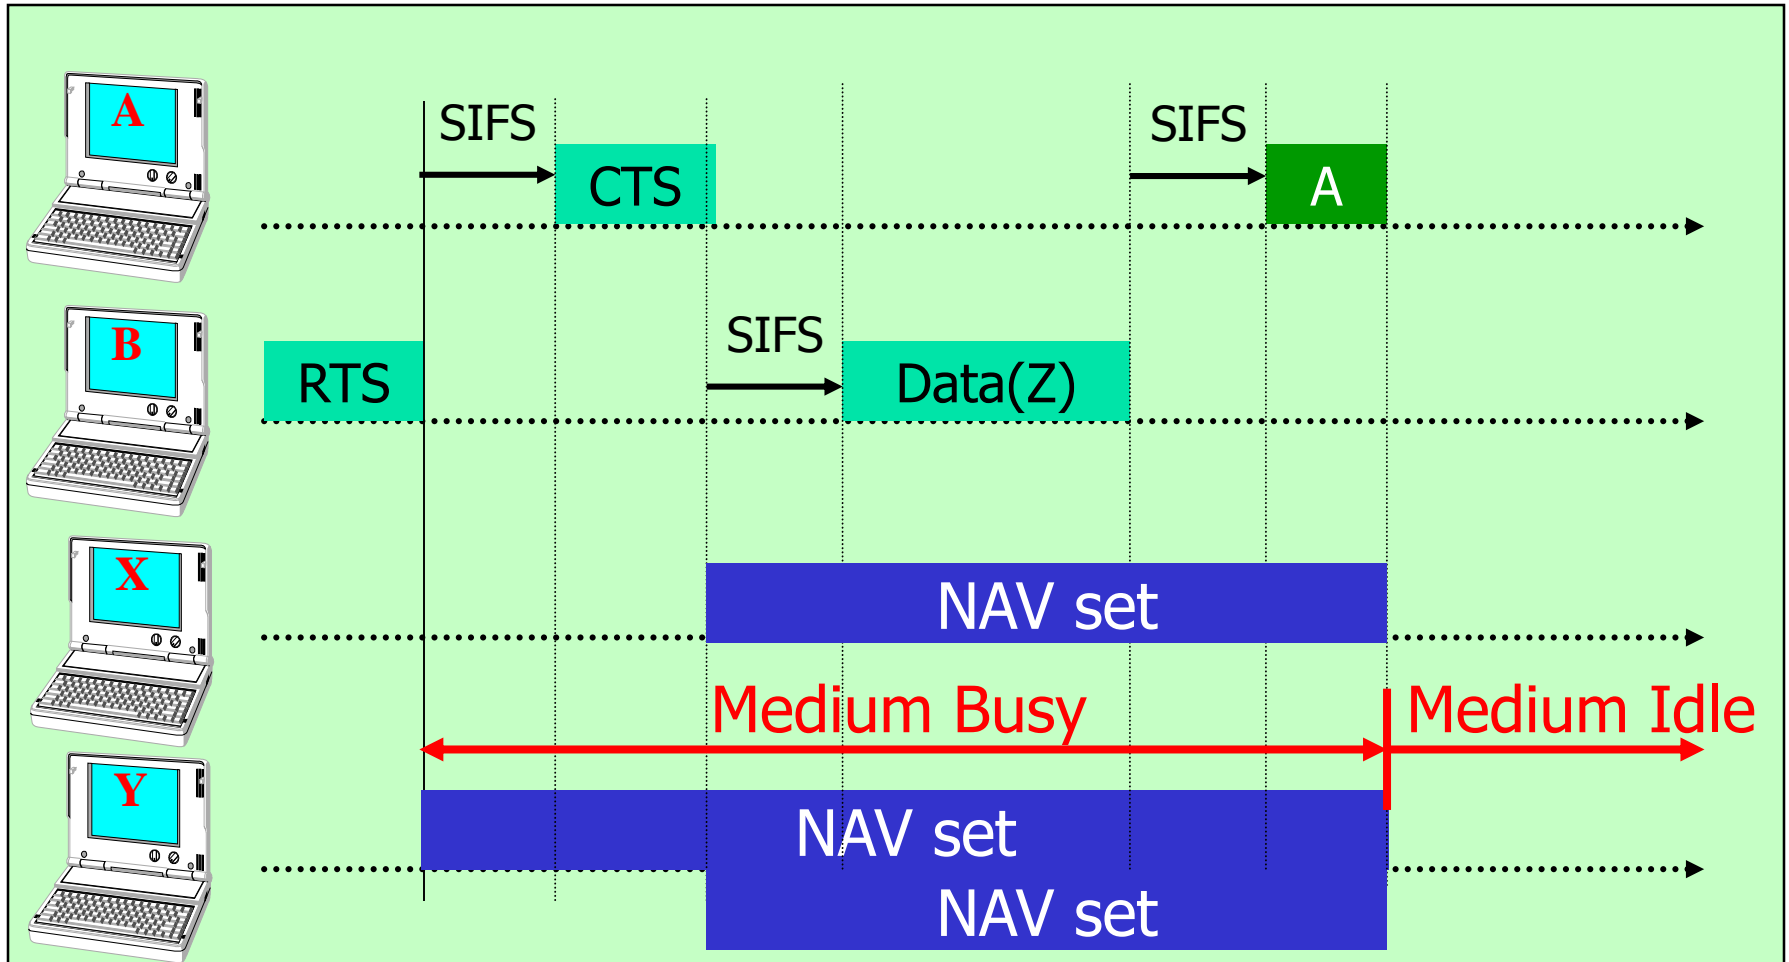 A
SIFS
SIFS
CTS
A
B
SIFS
RTS
Data(Z)
X
NAV set
Medium Busy
Medium Idle
Y
NAV set
NAV set